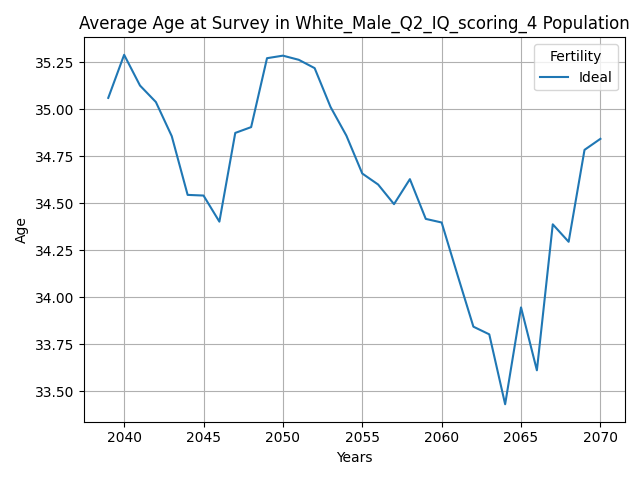 Average Age at Survey in White_Male_Q2_IQ_scoring_4 Population
Fertility
Ideal
35.25
35.00
34.75
34.50
34.25
34.00
33.75
33.50
Age
2040 2045 2050 2055 2060 2065 2070
Years